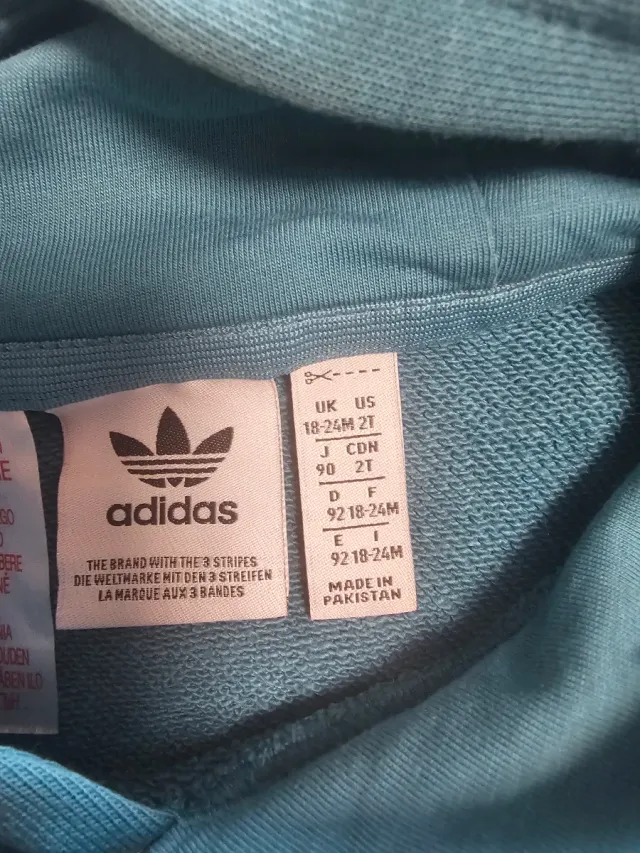 adidas
THE BRAND WITH THE 3 STRIPES
DIE WELTMARKE MIT DEN 3 STREIFEN
LA MARQUE AUX 3 BANDES
UK US
18-24M 2T
J CDN
90 2T
D F
92 18-24M
E I
92 18-24M
MADE IN
PAKISTAN